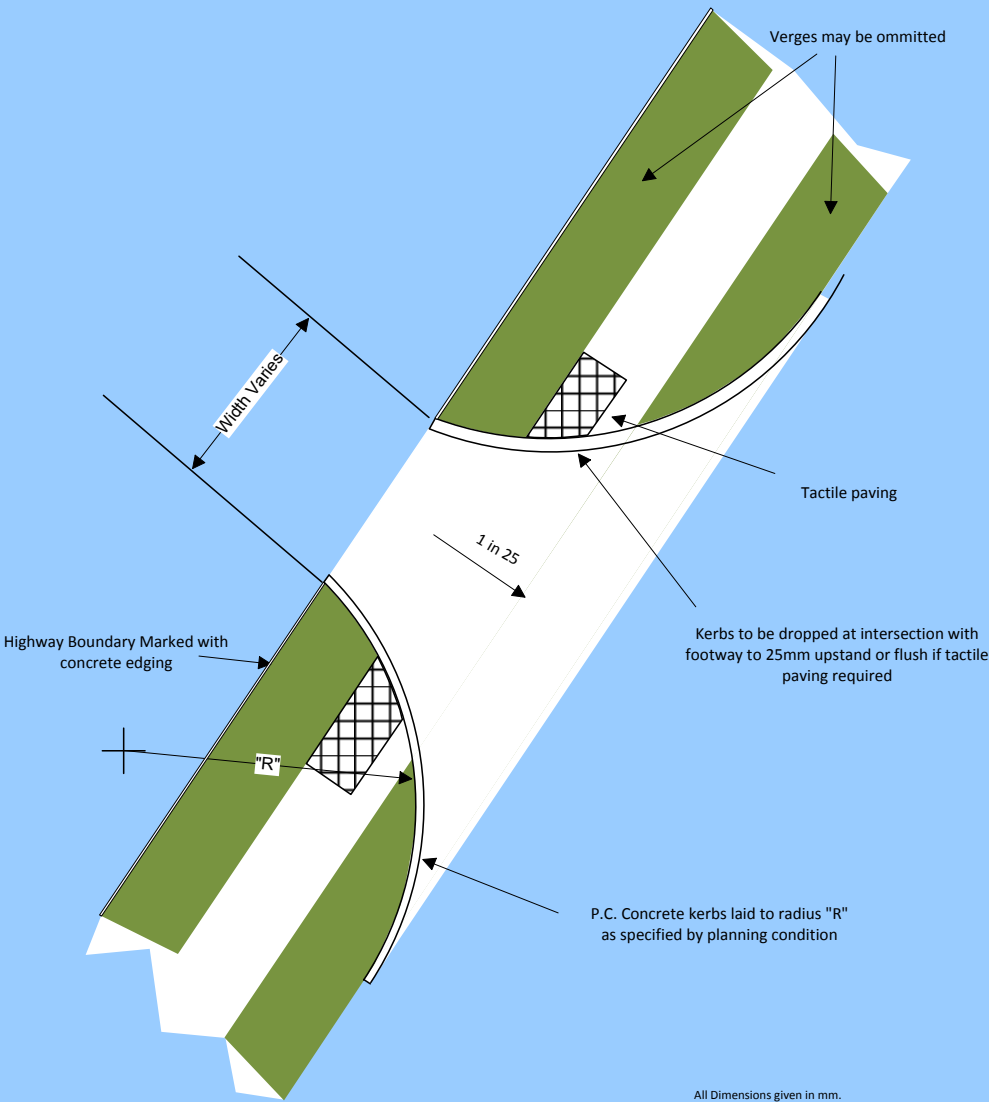 Verges may be ommitted
Width Varies
Tactile paving
1 in 25
Kerbs to be dropped at intersection with
footway to 25mm upstand or flush if tactile
paving required
Highway Boundary Marked with
concrete edging
"R"
P.C. Concrete kerbs laid to radius "R"
as specified by planning condition
All Dimensions given in mm.